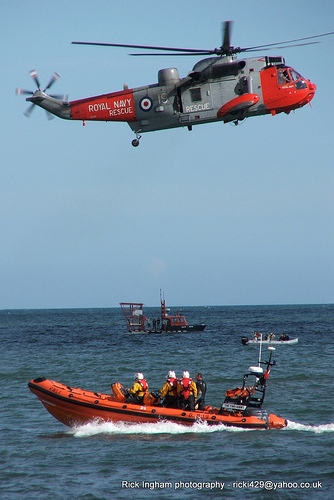 ROYAL NAVY
RESCUE
RESCUE
Rick Ingham photography - ricki429@yahoo.co.uk